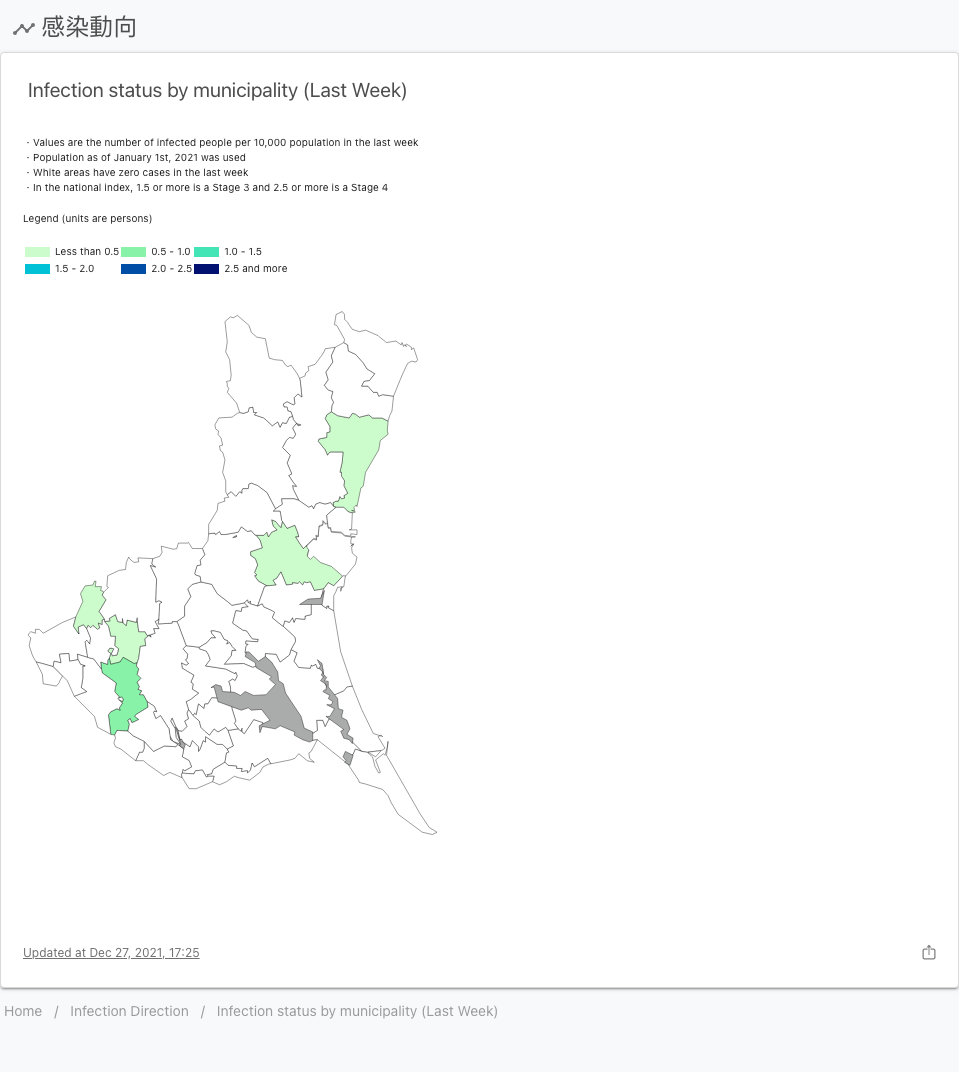 感染動向
Infection status by municipality (Last Week)
· Values are the number of infected people per 10,000 population in the last week
· Population as of January 1st, 2021 was used
· White areas have zero cases in the last week
· In the national index, 1.5 or more is a Stage 3 and 2.5 or more is a Stage 4
Legend (units are persons)
Less than 0.5 0.5 - 1.0 1.0 - 1.5
1.5 - 2.0 2.0 - 2.5 2.5 and more
Updated at Dec 27, 2021, 17:25
Home / Infection Direction / Infection status by municipality (Last Week)